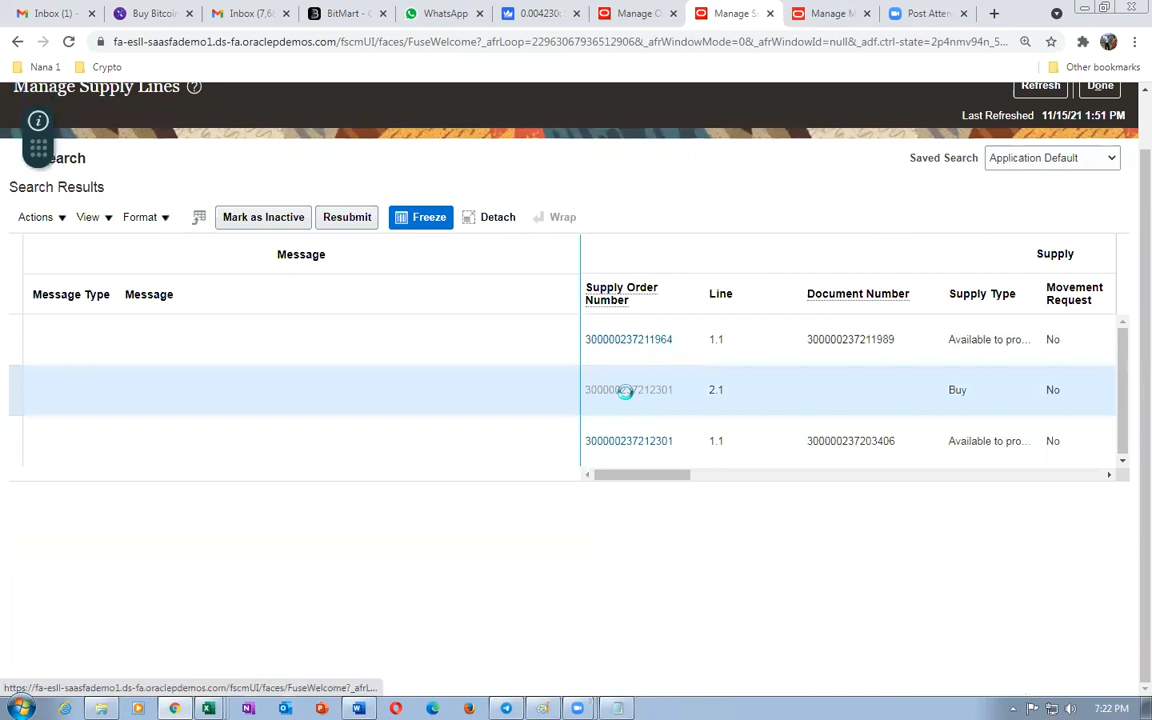 Inbox (1) -
Buy Bitcoin
Inbox (7,6
BitMart - C
WhatsApp
0.004230
Manage O
Manage S
Manage M
Post Atten
fa-esll-saasfademo1.ds-fa.oraclepdemos.com/fscmUI/faces/FuseWelcome?_afrLoop=22963067936512906&_afrWindowMode=0&_afrWindowId=null&_adf.ctrl-state=2p4nmv94n_5...
Nana 1
Crypto
Other bookmarks
Manage Supply Lines
Refresh
Done
Last Refreshed 11/15/21 1:51 PM
earch
Saved Search
Application Default
Search Results
Actions
View
Format
Mark as Inactive
Resubmit
Freeze
Detach
Wrap
Message
Supply
Message Type
Message
Supply Order Number
Line
Document Number
Supply Type
Movement Request
300000237211964 1.1 300000237211989 Available to pro... No
300000237212301 2.1 Buy No
300000237212301 1.1 300000237203406 Available to pro... No
https://fa-esll-saasfademo1.ds-fa.oraclepdemos.com/fscmUI/faces/FuseWelcome?_afrL...
7:22 PM